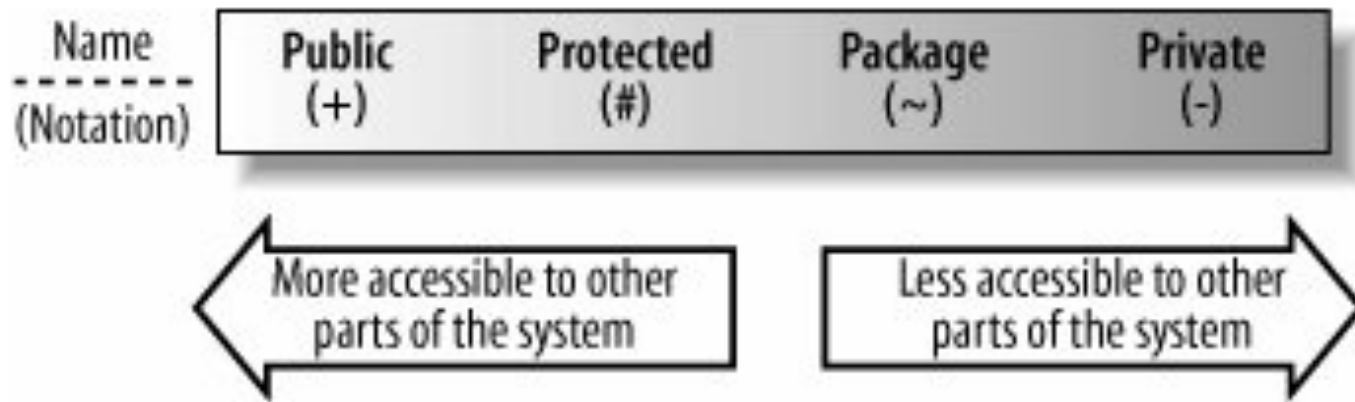 Name
(Notation)
Public Protected Package Private
(+) (#) (~) (-)
More accessible to other
parts of the system
Less accessible to other
parts of the system